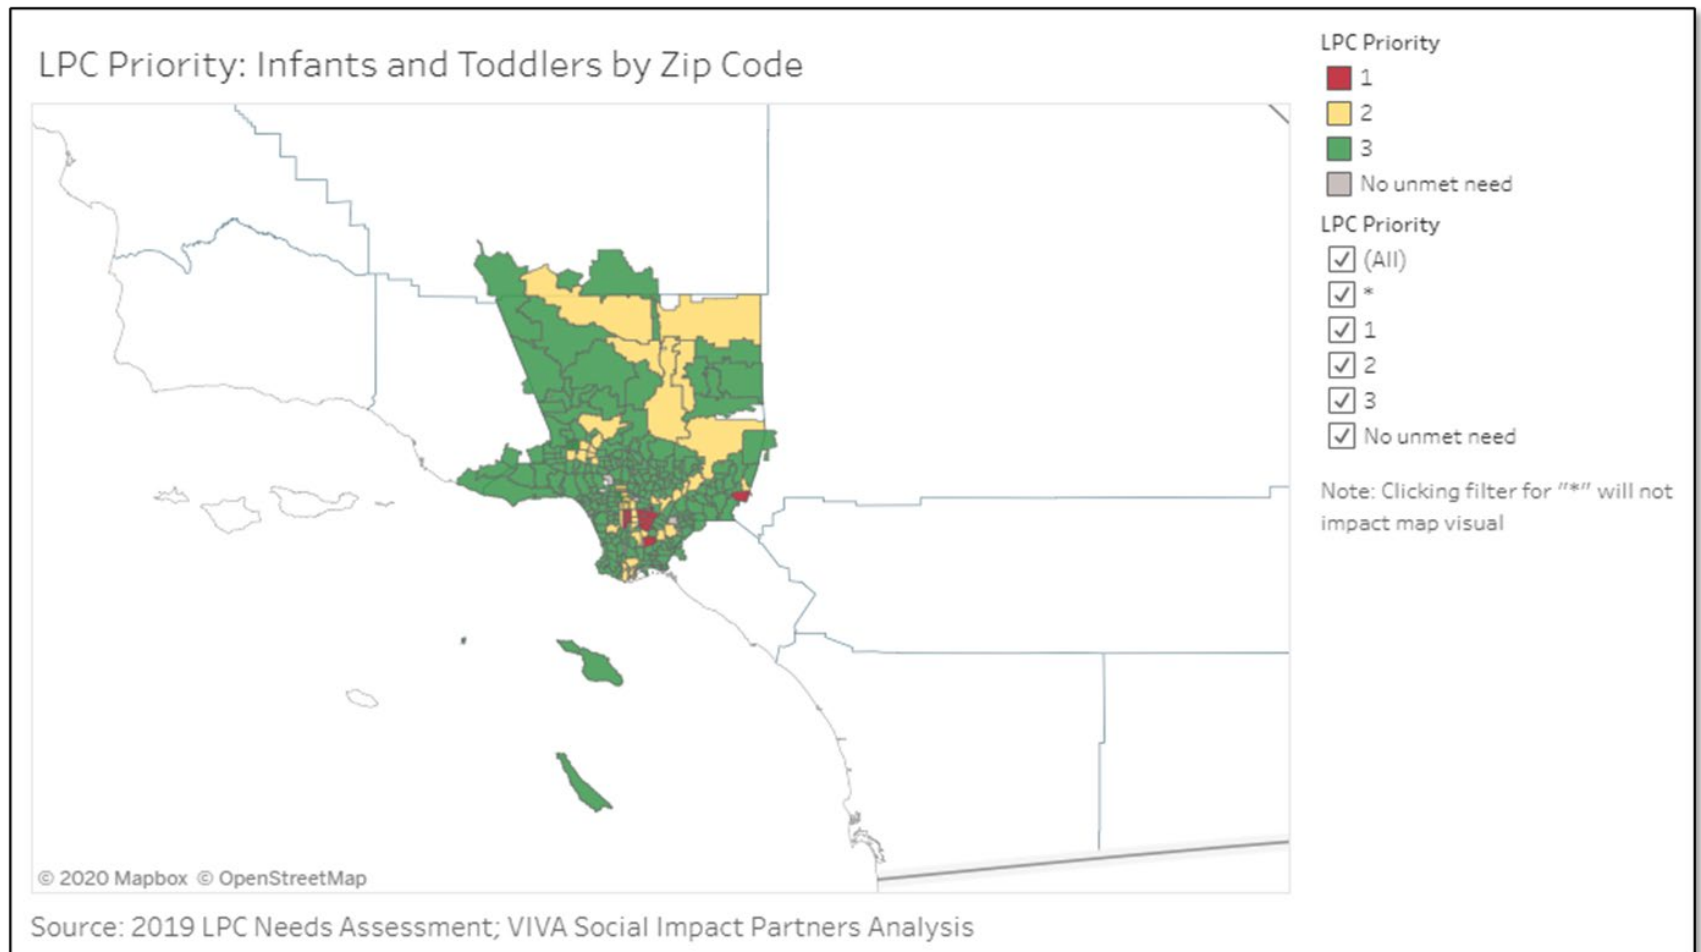 LPC Priority: Infants and Toddlers by Zip Code
LPC Priority
1
2
3
No unmet need
LPC Priority
(All)
*
1
2
3
No unmet need
Note: Clicking filter for "*" will not
impact map visual
© 2020 Mapbox © OpenStreetMap
Source: 2019 LPC Needs Assessment; VIVA Social Impact Partners Analysis